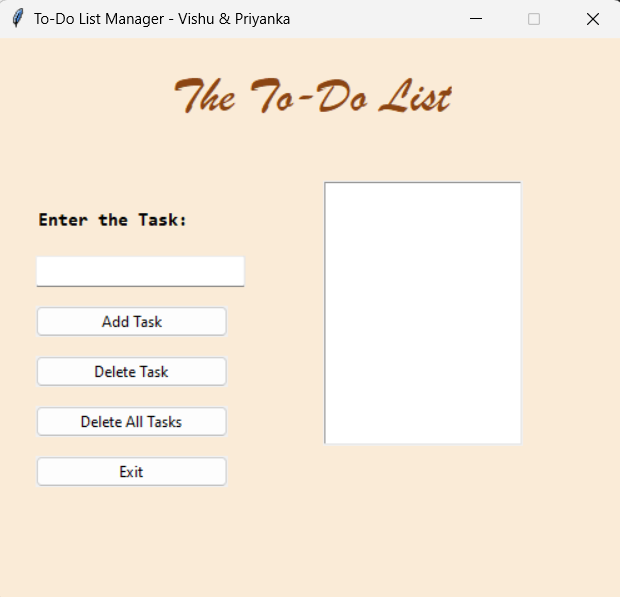 To-Do List Manager - Vishu & Priyanka
The To-Do List
Enter the Task:
Add Task
Delete Task
Delete All Tasks
Exit